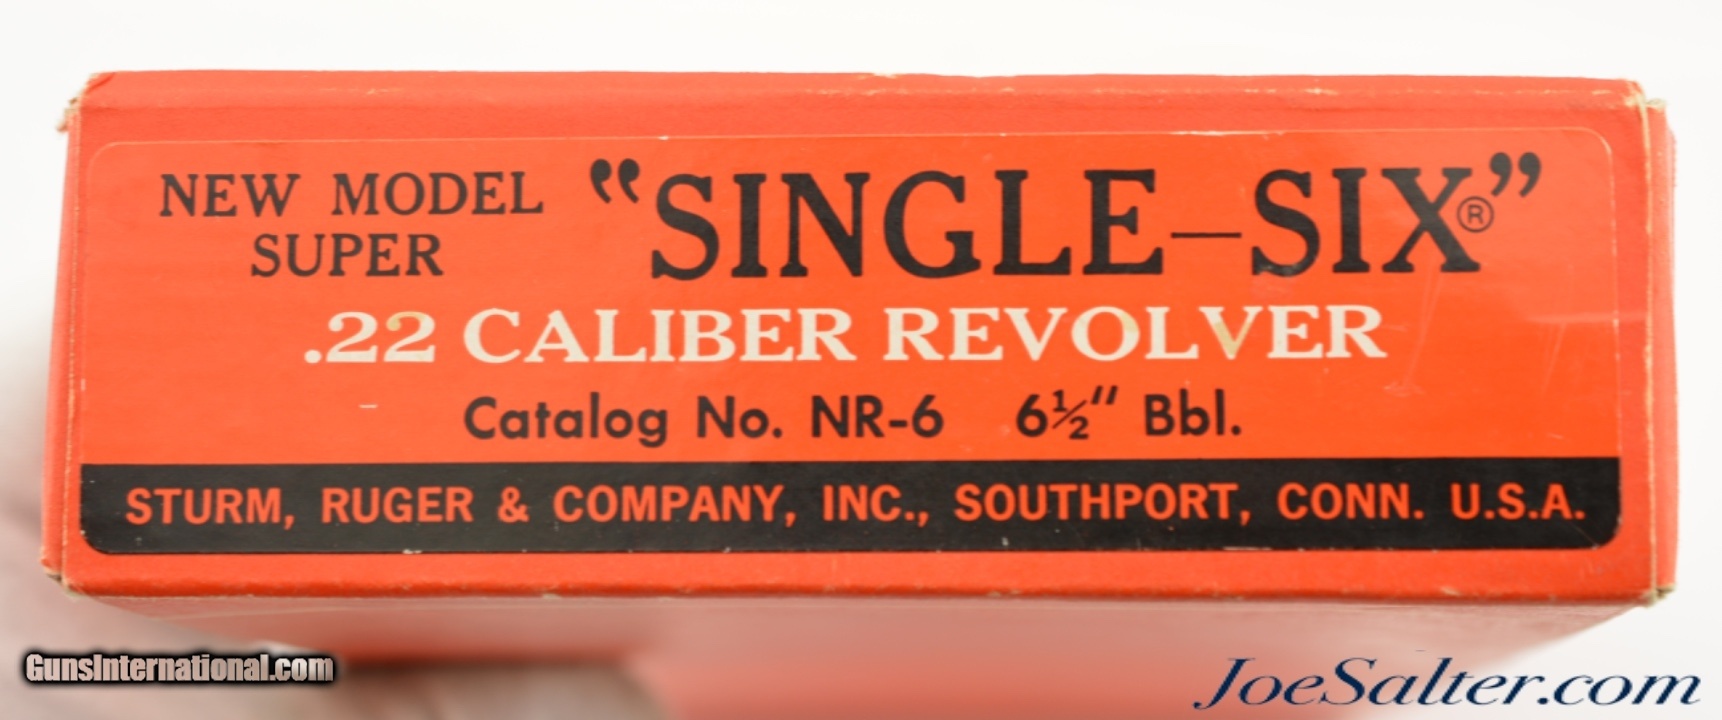 NEW MODEL "SINGLE-SIX®"
SUPER
.22 CALIBER REVOLVER
Catalog No. NR-6 6½" Bbl.
STURM, RUGER & COMPANY, INC., SOUTHPORT, CONN. U.S.A.
GunsInternational.com
JoeSalter.com